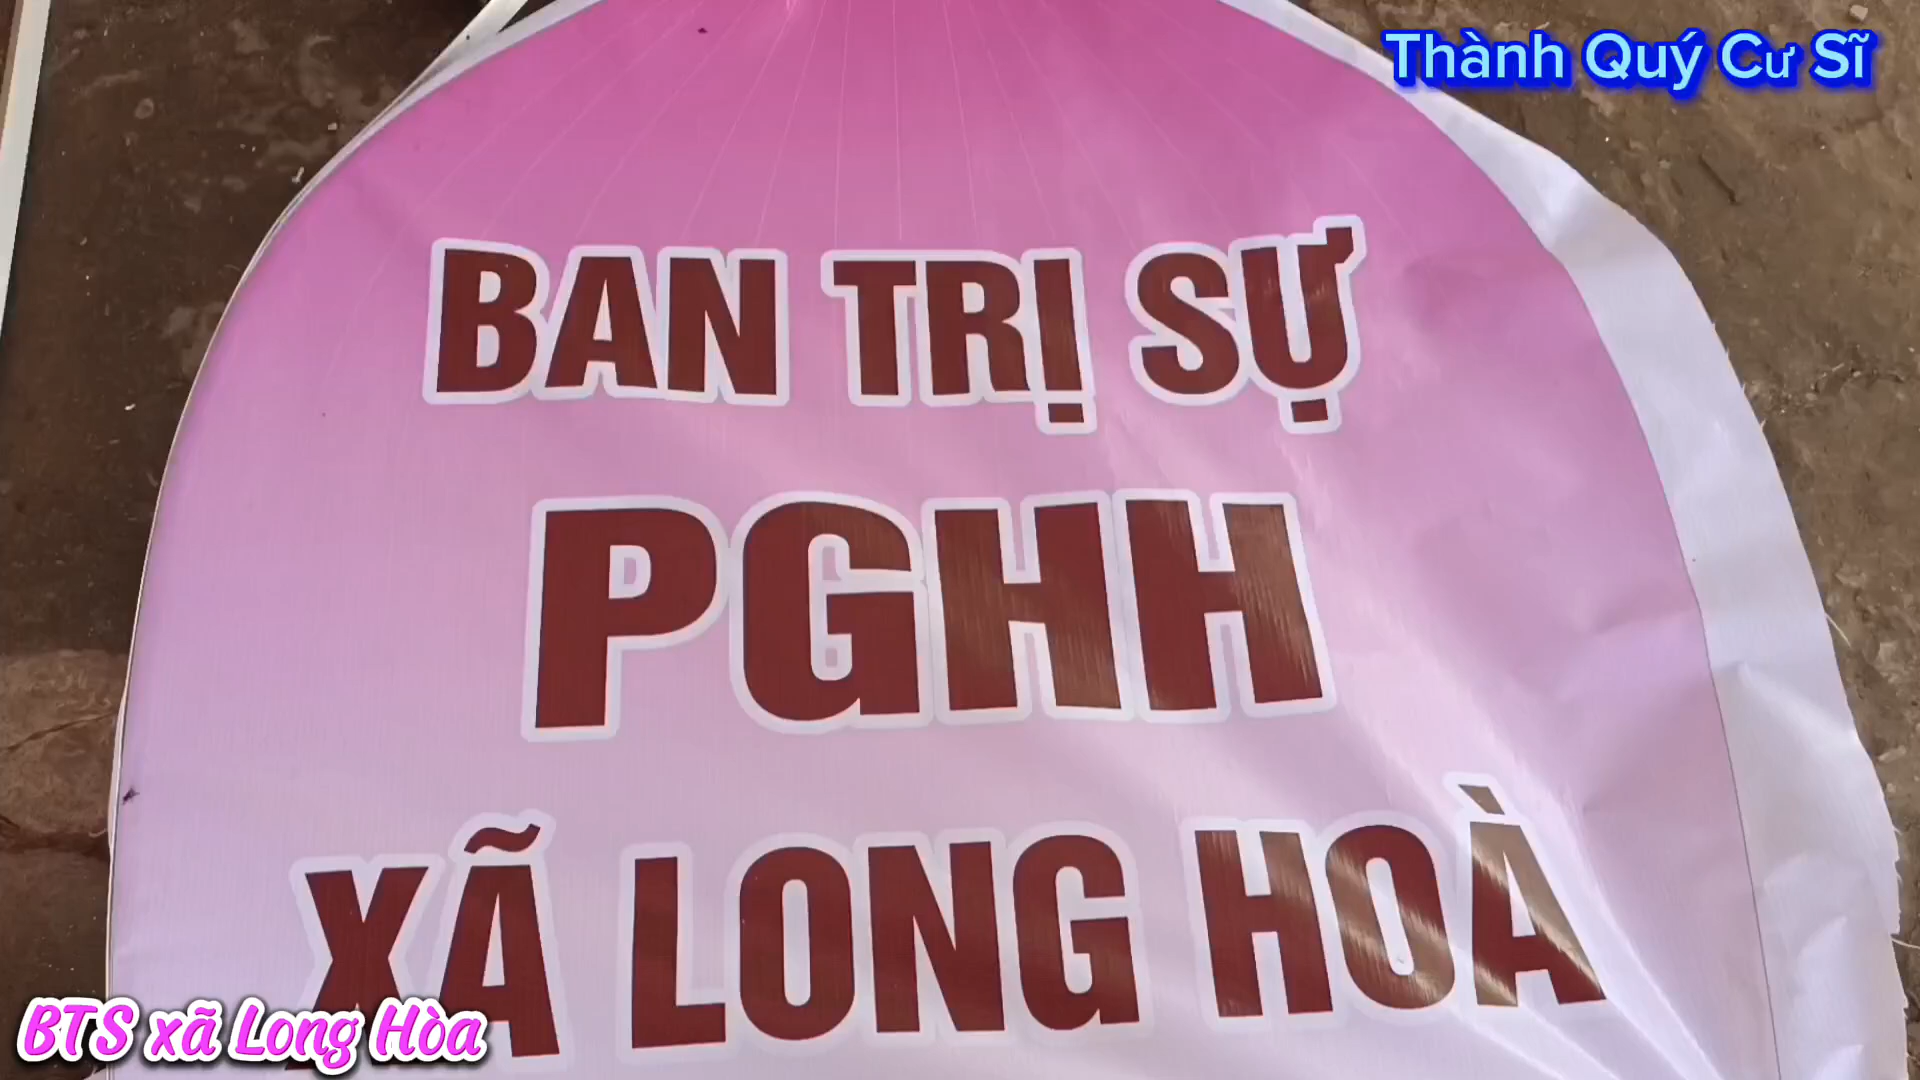 Thành Quý Cư Sĩ
BAN TRỊ SỰ
PGHH
XÃ LONG HOÀ
BTS xã Long Hòa